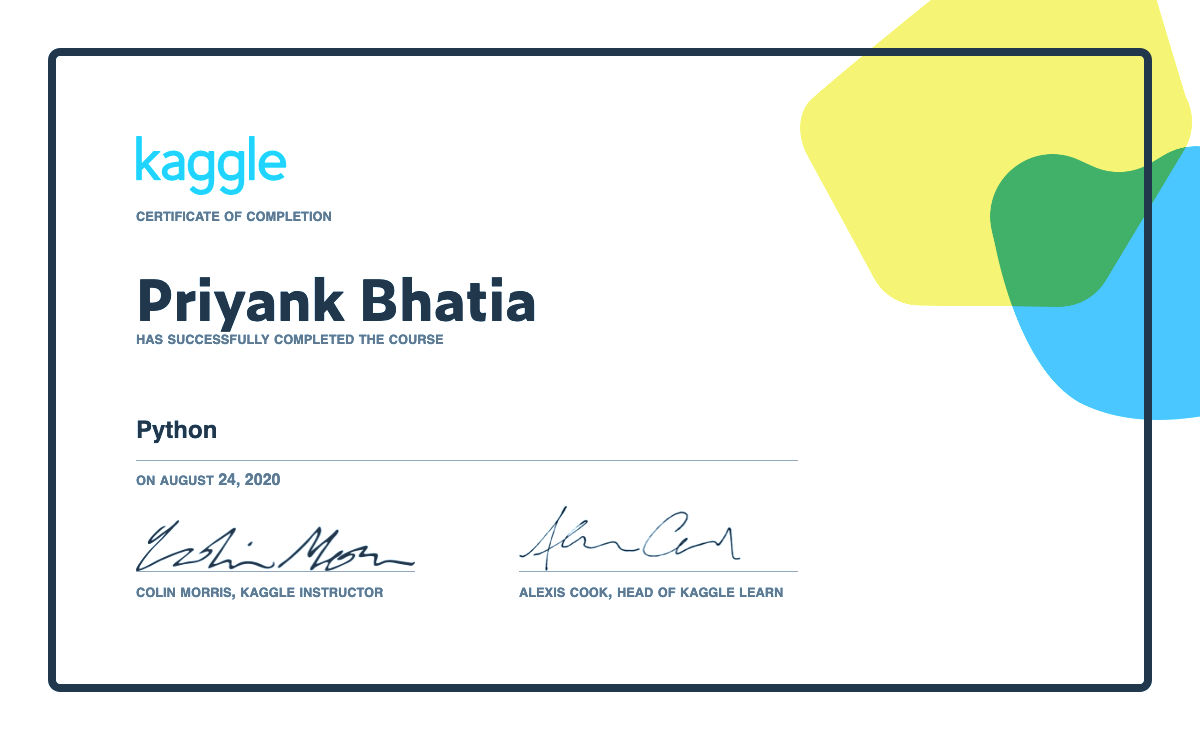 kaggle
CERTIFICATE OF COMPLETION
Priyank Bhatia
HAS SUCCESSFULLY COMPLETED THE COURSE
Python
ON AUGUST 24, 2020
Colin Morris
Alexis Cook
COLIN MORRIS, KAGGLE INSTRUCTOR
ALEXIS COOK, HEAD OF KAGGLE LEARN